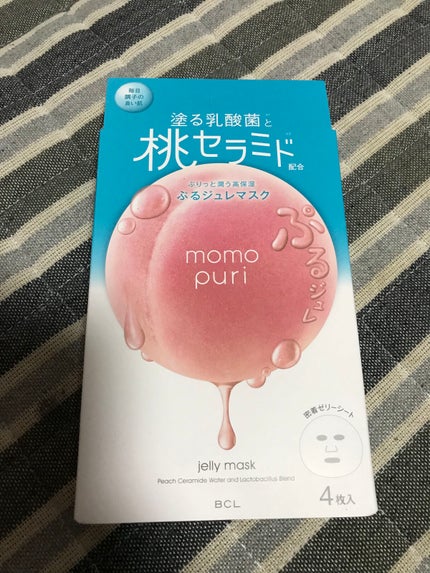 毎日
調子の
良い肌
塗る乳酸菌と
桃セラミド
配合
ぷりっと潤う高保湿
ぷるジュレマスク
ぷるジュレ
momo
puri
密着ゼリーシート
jelly mask
Peach Ceramide Water and Lactobacillus Blend
4枚入
BCL